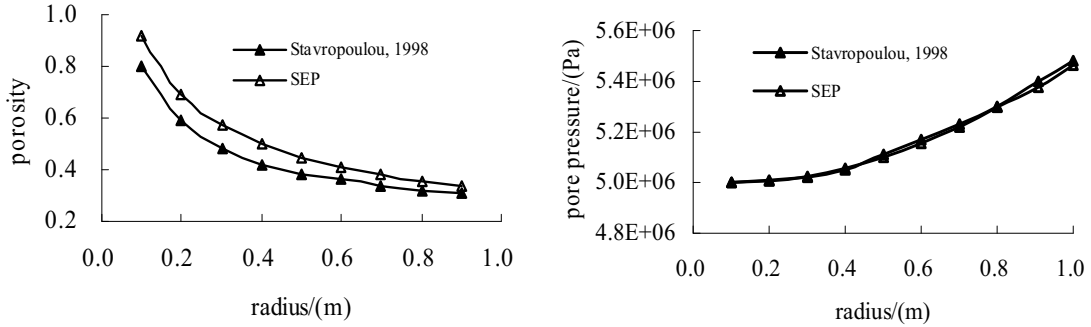 1.0
0.8
0.6
0.4
0.2
porosity
Stavropoulou, 1998
SEP
0.0 0.2 0.4 0.6 0.8 1.0
radius/(m)
5.6E+06
5.4E+06
5.2E+06
5.0E+06
4.8E+06
pore pressure/(Pa)
Stavropoulou, 1998
SEP
0.0 0.2 0.4 0.6 0.8 1.0
radius/(m)